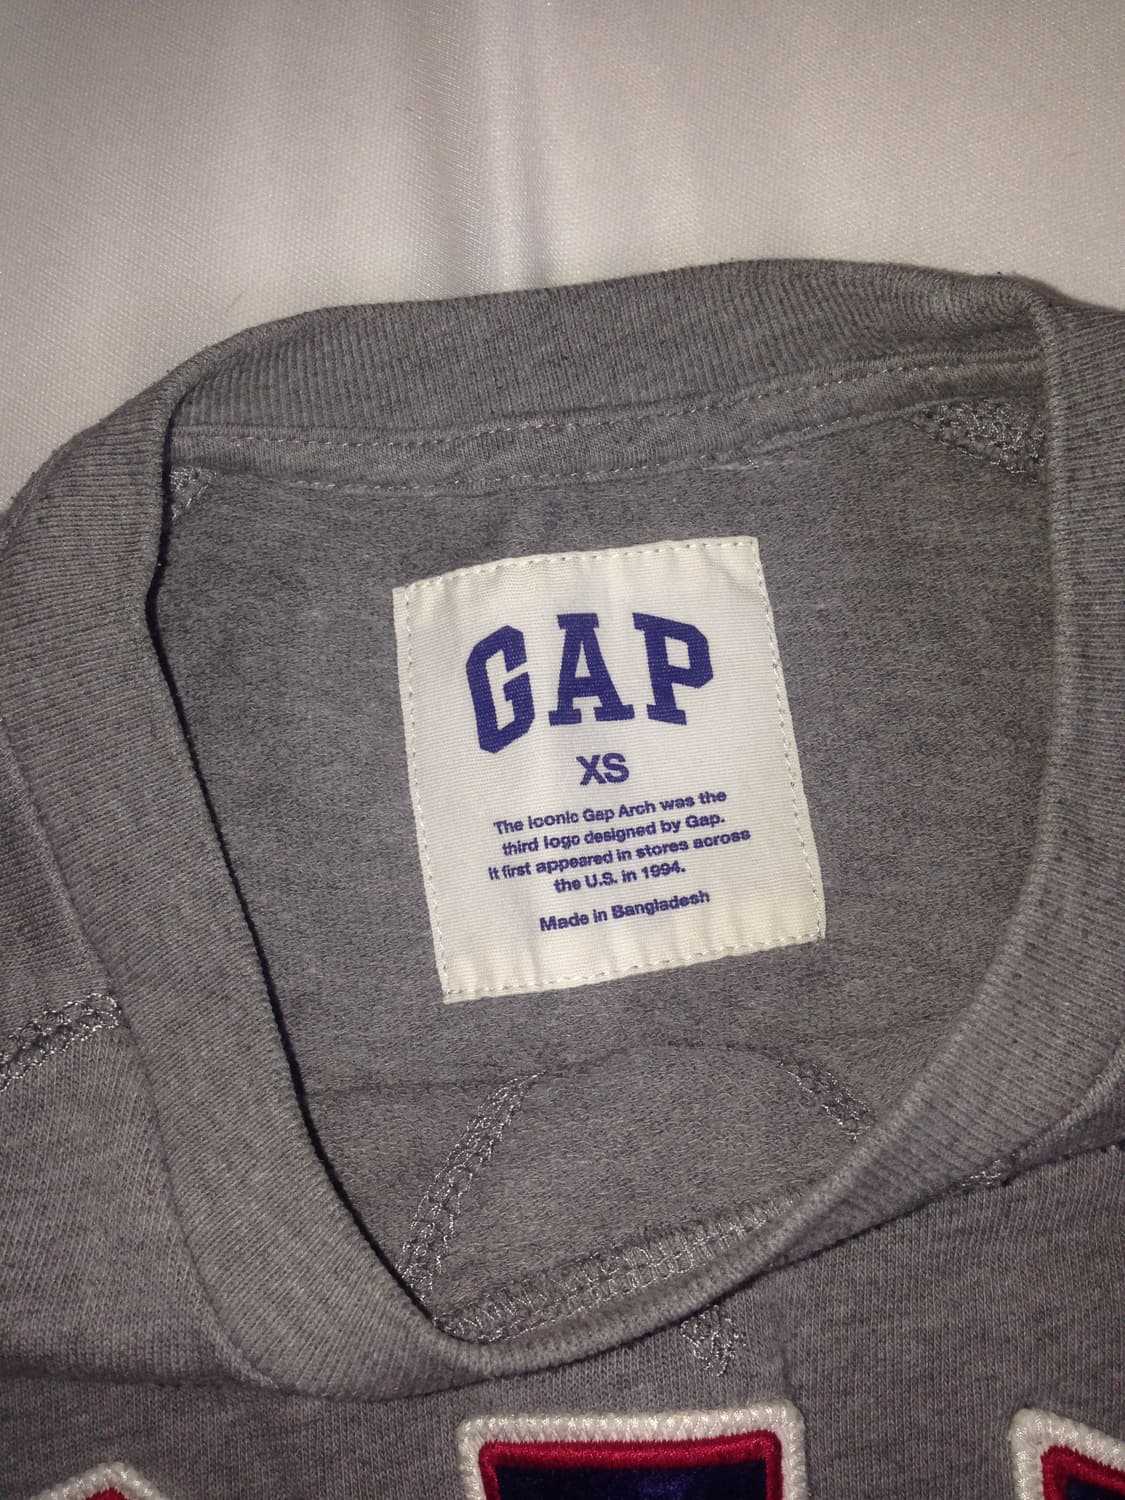 GAP
XS
The iconic Gap Arch was the
third logo designed by Gap.
It first appeared in stores across
the U.S. in 1994.
Made in Bangladesh